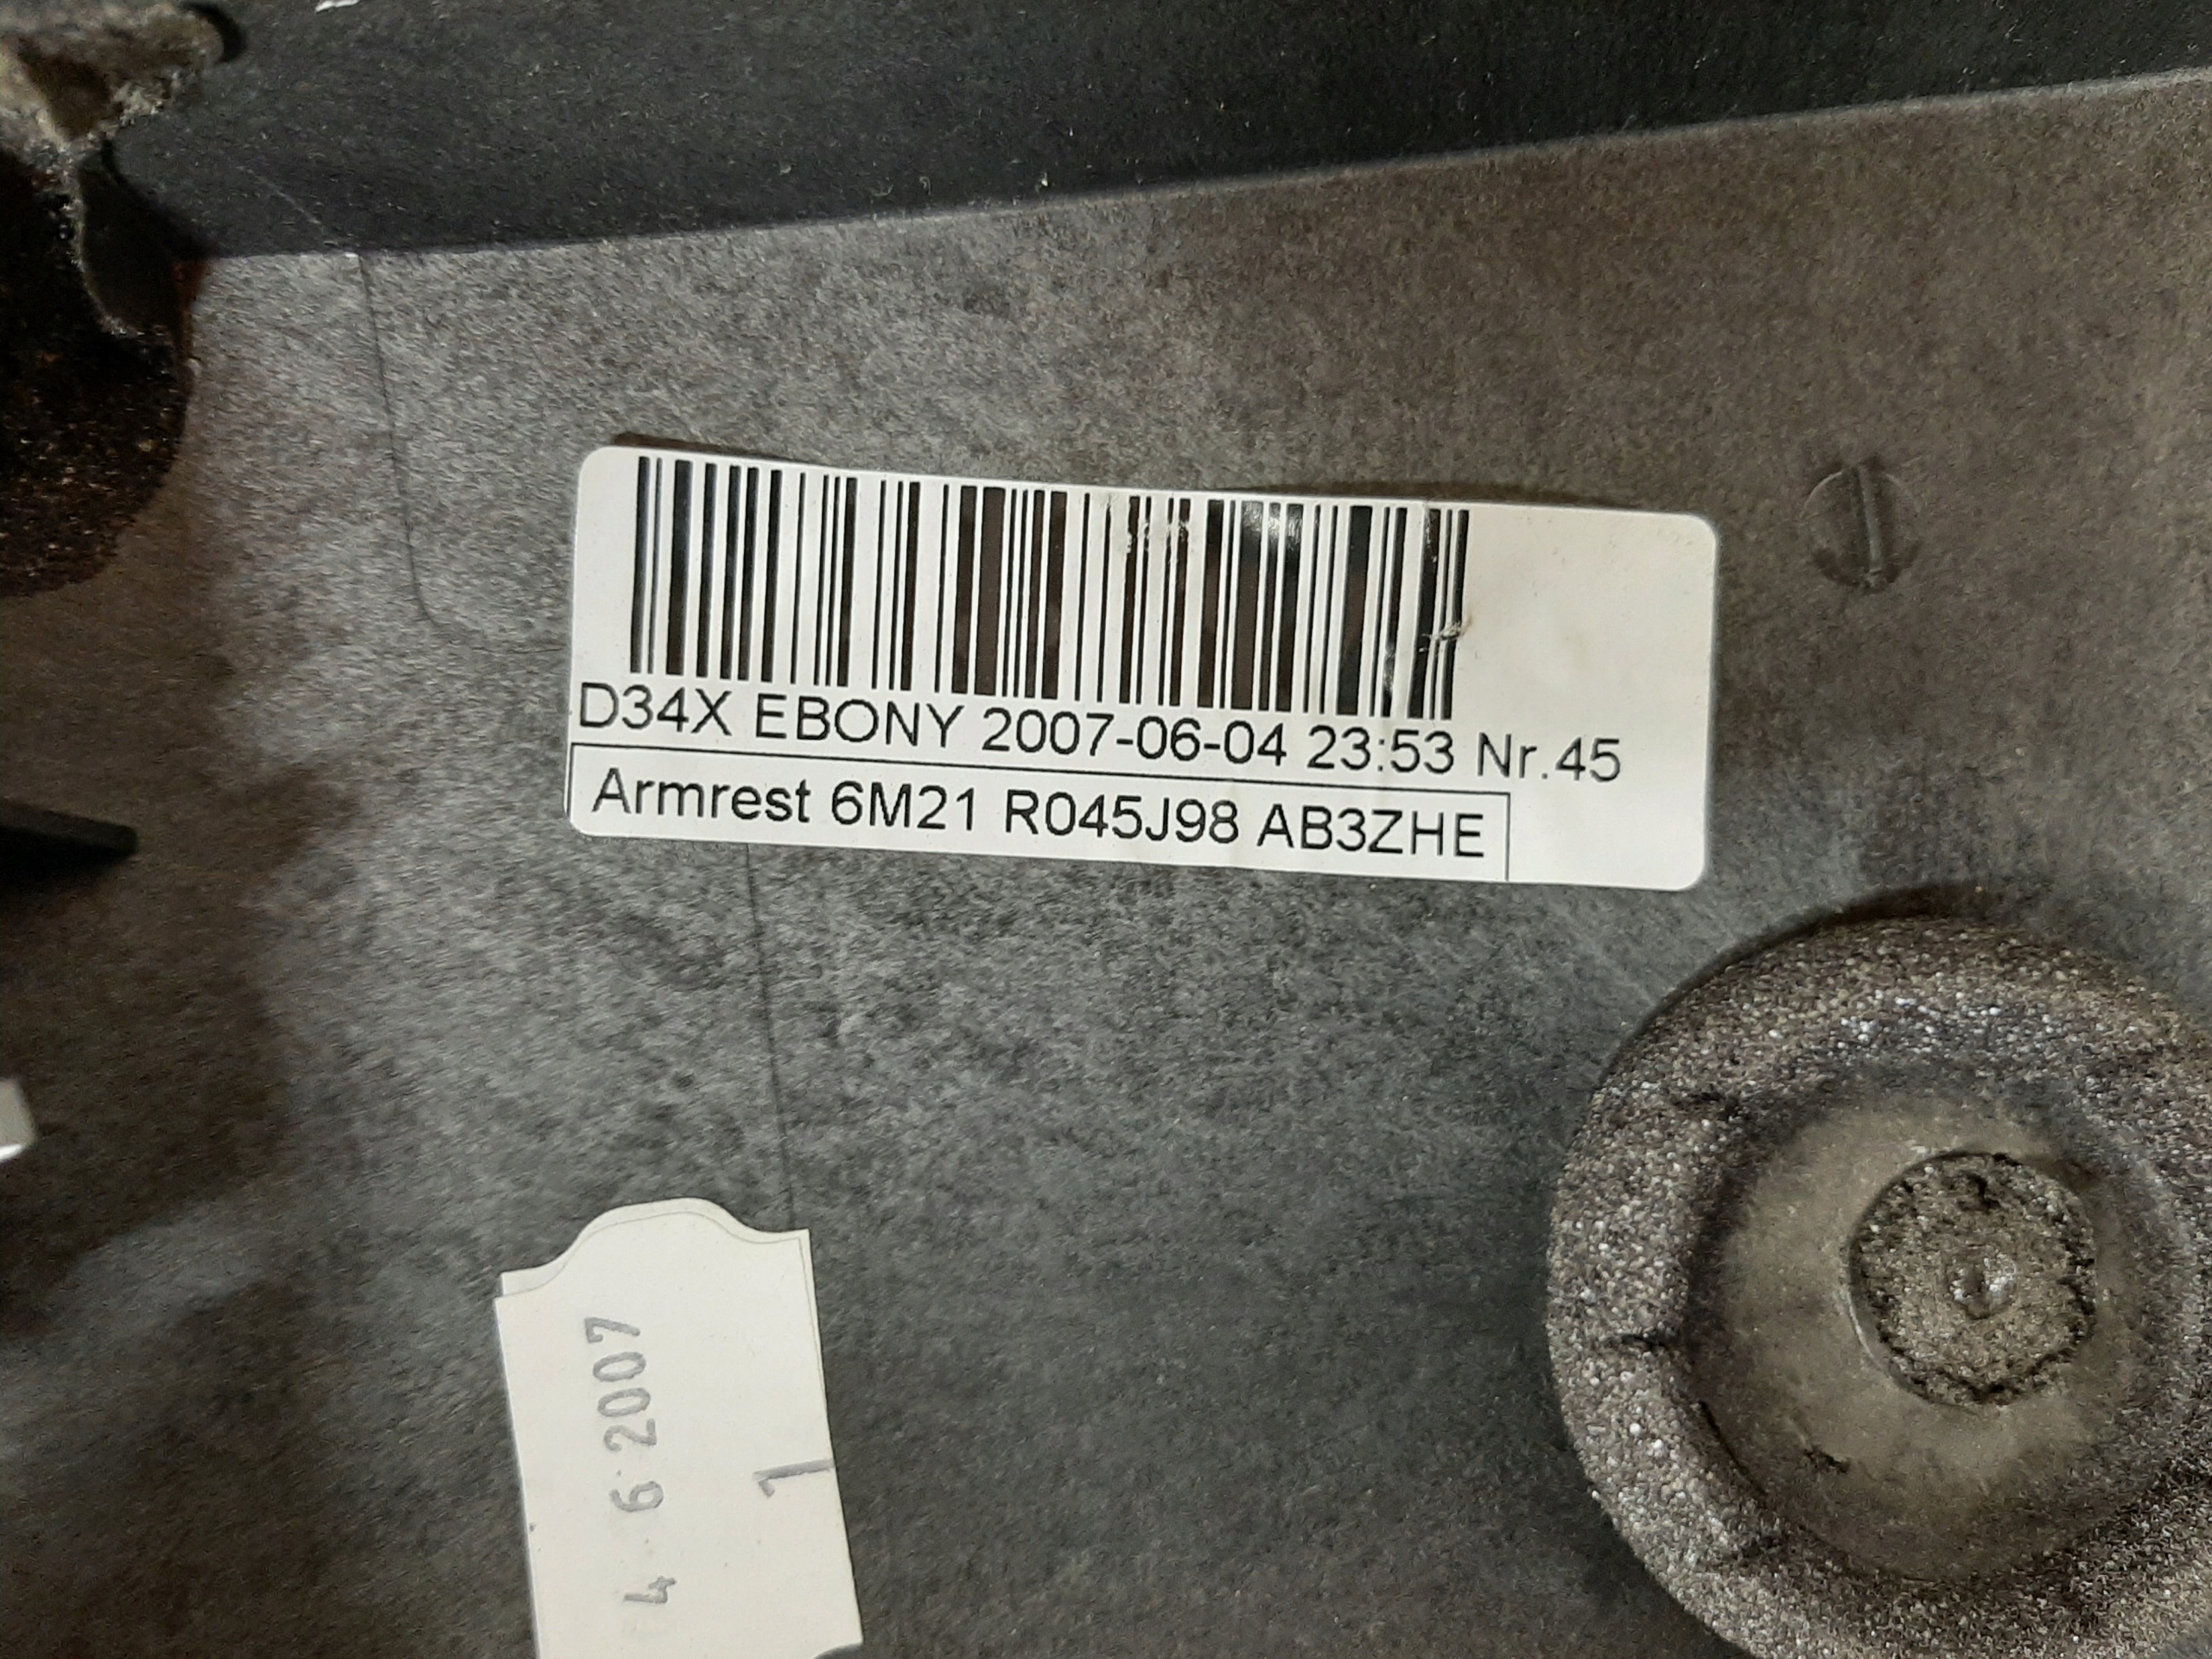 D34X EBONY 2007-06-04 23:53 Nr.45
Armrest 6M21 R045J98 AB3ZHE
4 6 2007
1